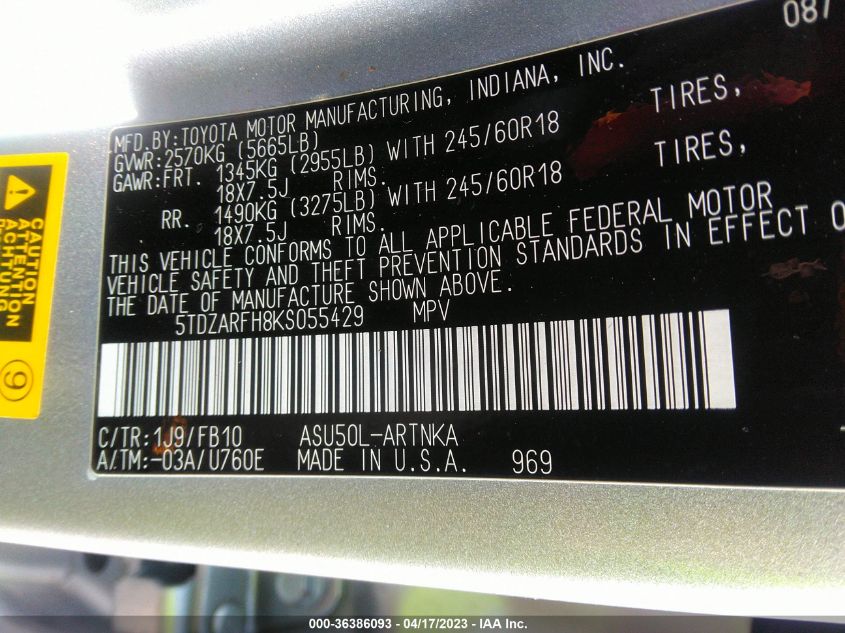 087
MFD.BY:TOYOTA MOTOR MANUFACTURING, INDIANA, INC.
GVWR:2570KG (5665LB)
GAWR:FRT. 1345KG (2955LB) WITH 245/60R18 TIRES,
18X7.5J RIMS.
RR. 1490KG (3275LB) WITH 245/60R18 TIRES,
18X7.5J RIMS.
THIS VEHICLE CONFORMS TO ALL APPLICABLE FEDERAL MOTOR
VEHICLE SAFETY AND THEFT PREVENTION STANDARDS IN EFFECT O
THE DATE OF MANUFACTURE SHOWN ABOVE.
5TDZARFH8KS055429 MPV
C/TR:1J9/FB10 ASU50L-ARTNKA
A/TM:-03A/U760E MADE IN U.S.A. 969
CAUTION
ATTENTION
ACHTUNG
9
000-36386093 - 04/17/2023 - IAA Inc.